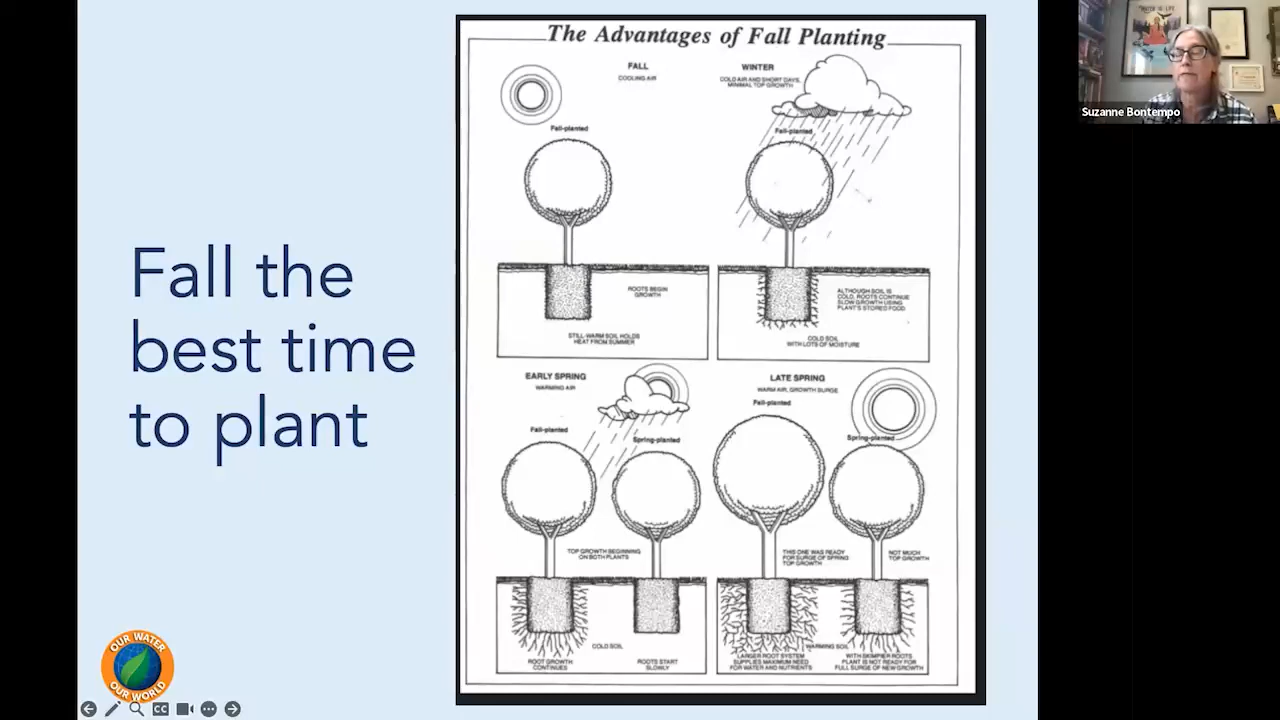 Fall the
best time
to plant
The Advantages of Fall Planting
FALL
COOLING AIR
Fall-planted
ROOTS BEGIN
GROWTH
STILL-WARM SOIL HOLDS
HEAT FROM SUMMER
WINTER
COLD AIR AND SHORT DAYS,
MINIMAL TOP GROWTH
Fall-planted
ALTHOUGH SOIL IS
COLD, ROOTS CONTINUE
SLOW GROWTH USING
PLANT'S STORED FOOD
COLD SOIL
WITH LOTS OF MOISTURE
EARLY SPRING
WARMING AIR
Fall-planted
Spring-planted
TOP GROWTH BEGINNING
ON BOTH PLANTS
COLD SOIL
ROOT GROWTH
CONTINUES
ROOTS START
SLOWLY
LATE SPRING
WARM AIR, GROWTH SURGE
Fall-planted
Spring-planted
THIS ONE WAS READY
FOR SURGE OF SPRING
TOP GROWTH
NOT MUCH
TOP GROWTH
WARMING SOIL
LARGER ROOT SYSTEM
SUPPLIES MAXIMUM NEED
FOR WATER AND NUTRIENTS
WITH SKIMPIER ROOTS
PLANT IS NOT READY FOR
FULL SURGE OF NEW GROWTH
OUR WATER
OUR WORLD
CC
Suzanne Bontempo